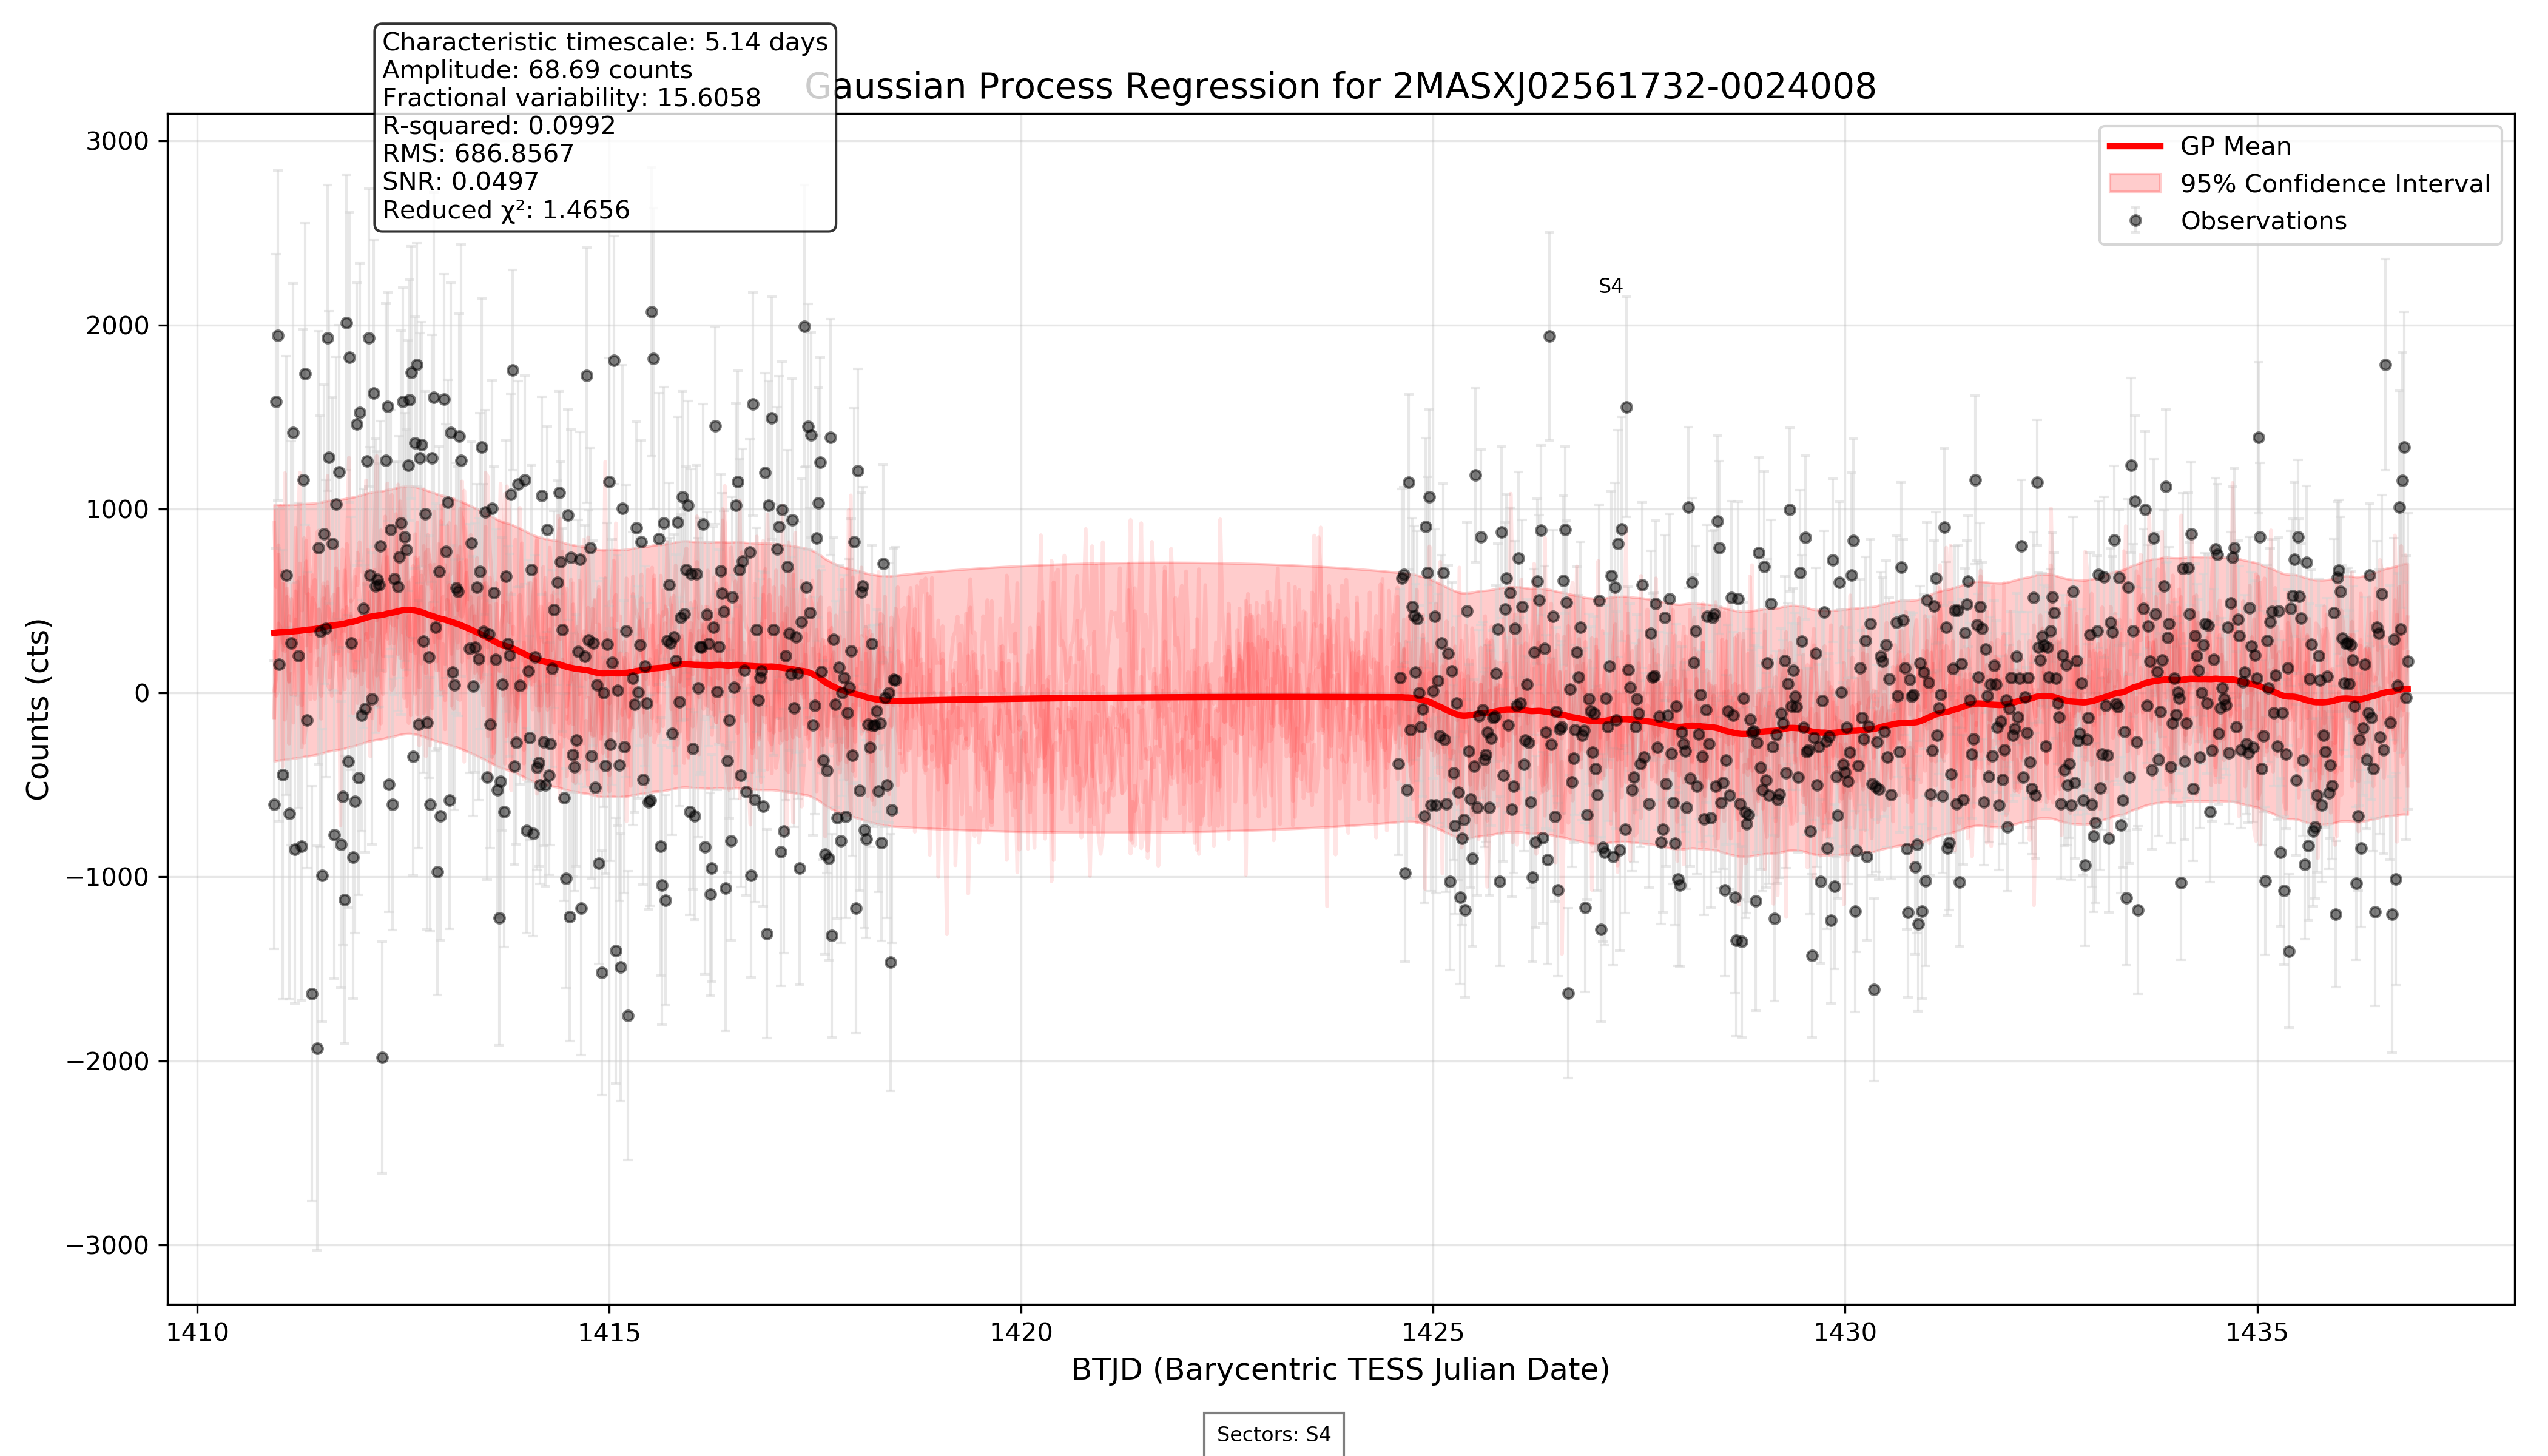 Characteristic timescale: 5.14 days
Amplitude: 68.69 counts
Fractional variability: 15.6058
R-squared: 0.0992
RMS: 686.8567
SNR: 0.0497
Reduced χ²: 1.4656
Gaussian Process Regression for 2MASXJ02561732-0024008
GP Mean
95% Confidence Interval
Observations
S4
Counts (cts)
3000
2000
1000
0
−1000
−2000
−3000
1410 1415 1420 1425 1430 1435
BTJD (Barycentric TESS Julian Date)
Sectors: S4